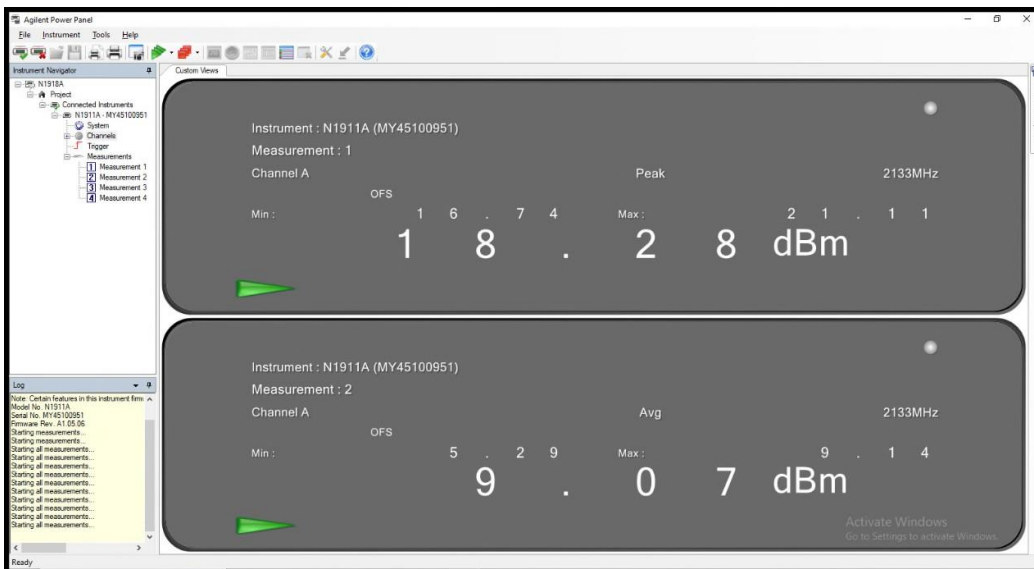 Agilent Power Panel
File Instrument Tools Help
Instrument Navigator
N1918A
Project
Connected Instruments
N1911A - MY45100951
System
Channels
Trigger
Measurements
1 Measurement 1
2 Measurement 2
3 Measurement 3
4 Measurement 4
Log
Note: Certain features in this instrument firm
Model No. N1911A
Serial No. MY45100951
Firmware Rev. A1.05.06
Starting measurements...
Starting measurements...
Starting all measurements...
Starting all measurements...
Starting all measurements...
Starting all measurements...
Starting all measurements...
Starting all measurements...
Starting all measurements...
Starting all measurements...
Starting all measurements...
Starting all measurements...
Custom Views
Instrument : N1911A (MY45100951)
Measurement : 1
Channel A Peak 2133MHz
OFS
Min : 16.74 Max : 21.11
18.28 dBm
Instrument : N1911A (MY45100951)
Measurement : 2
Channel A Avg 2133MHz
OFS
Min : 5.29 Max : 9.14
9.07 dBm
Activate Windows
Go to Settings to activate Windows.
Ready